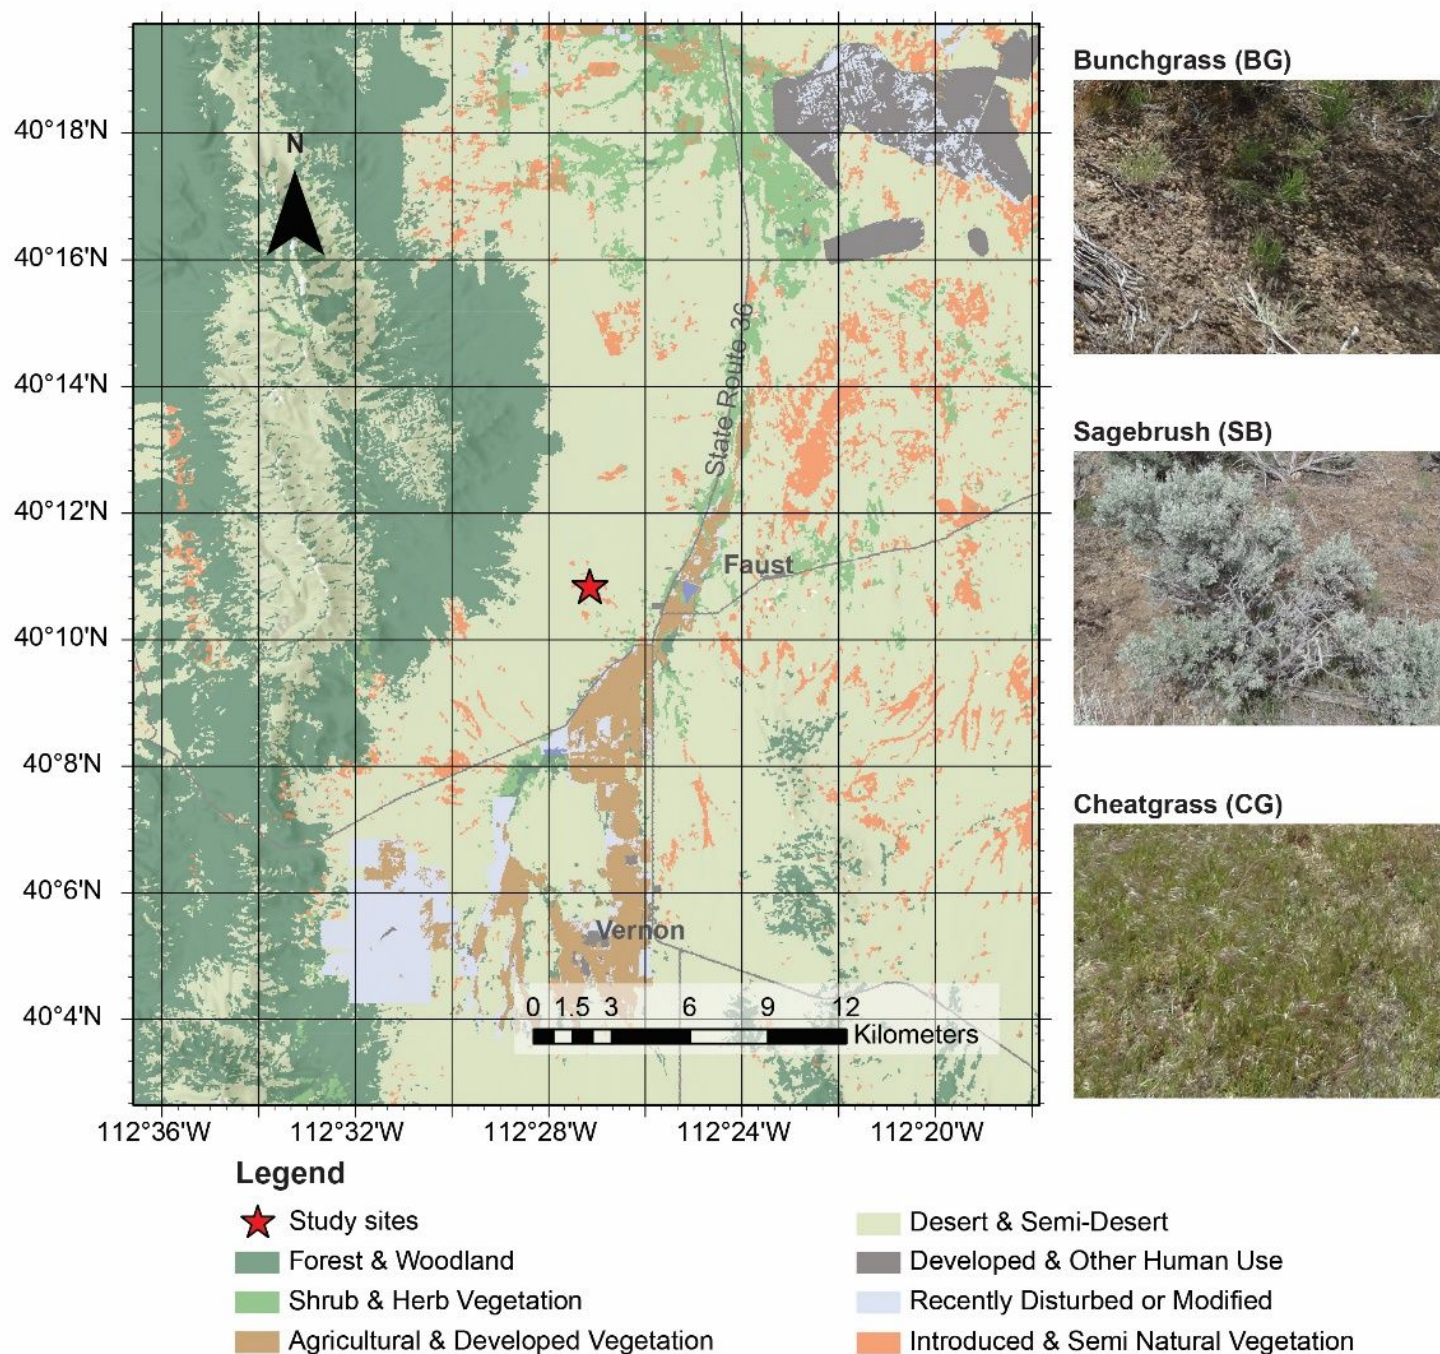 Bunchgrass (BG)
40°18'N
N
40°16'N
40°14'N
State Route 36
Sagebrush (SB)
40°12'N
Faust
40°10'N
40°8'N
Cheatgrass (CG)
40°6'N
Vernon
0 1.5 3 6 9 12
40°4'N
Kilometers
112°36'W 112°32'W 112°28'W 112°24'W 112°20'W
Legend
Study sites
Forest & Woodland
Shrub & Herb Vegetation
Agricultural & Developed Vegetation
Desert & Semi-Desert
Developed & Other Human Use
Recently Disturbed or Modified
Introduced & Semi Natural Vegetation